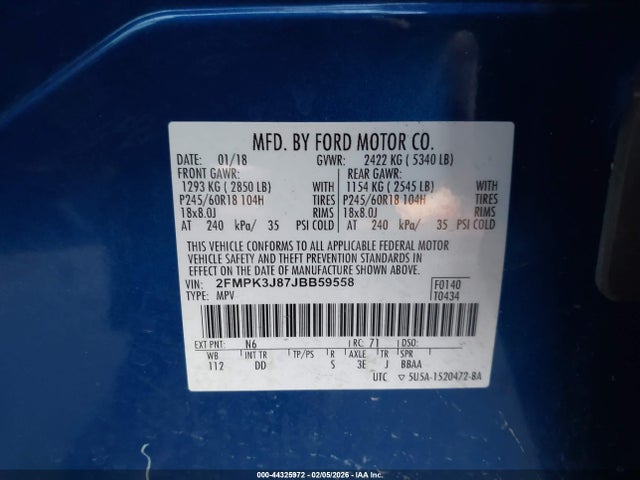 MFD. BY FORD MOTOR CO.
DATE: 01/18 GVWR: 2422 KG ( 5340 LB)
FRONT GAWR: REAR GAWR:
1293 KG ( 2850 LB) WITH 1154 KG ( 2545 LB) WITH
P245/60R18 104H TIRES P245/60R18 104H TIRES
18x8.0J RIMS 18x8.0J RIMS
AT 240 kPa/ 35 PSI COLD AT 240 kPa/ 35 PSI COLD
THIS VEHICLE CONFORMS TO ALL APPLICABLE FEDERAL MOTOR
VEHICLE SAFETY AND THEFT PREVENTION STANDARDS IN
EFFECT ON THE DATE OF MANUFACTURE SHOWN ABOVE.
VIN: 2FMPK3J87JBB59558 F0140
TYPE: MPV T0434
EXT PNT: N6 RC: 71 DSO:
WB INT TR TP/PS R AXLE TR SPR
112 DD S 3E J BBAA
UTC ▽ 5U5A-1520472-BA
000-44325972 - 02/05/2026 - COPART